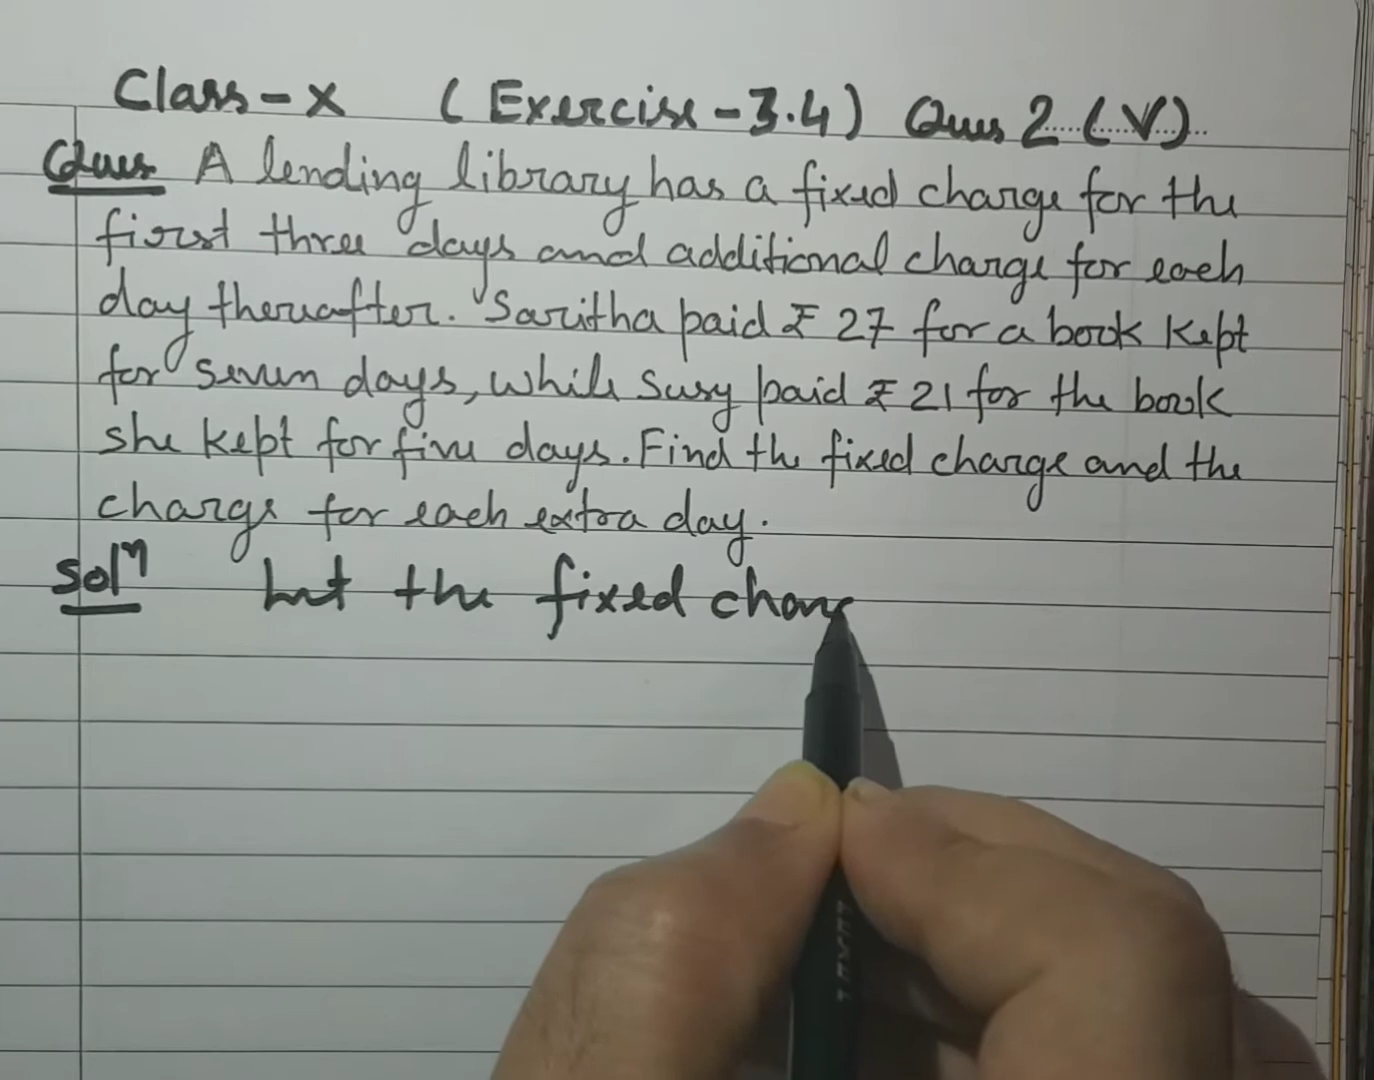 Class-X (Exercise-3.4) Ques 2 (V)
Ques A lending library has a fixed charge for the
first three days and additional charge for each
day thereafter. Saritha paid ₹ 27 for a book kept
for seven days, while Susy paid ₹ 21 for the book
she kept for five days. Find the fixed charge and the
charge for each extra day.
Solⁿ Let the fixed charg